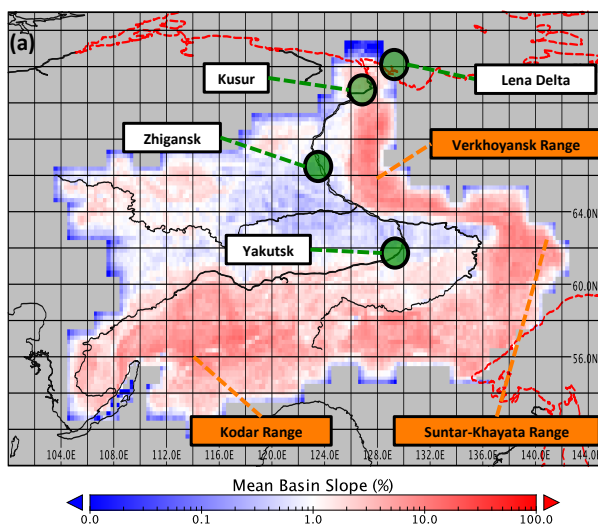 (a)
Kusur
Lena Delta
Zhigansk
Verkhoyansk Range
64.0N
Yakutsk
60.0N
56.0N
Kodar Range
Suntar-Khayata Range
104.0E 108.0E 112.0E 116.0E 120.0E 124.0E 128.0E 132.0E 136.0E 140.0E 144.0E
Mean Basin Slope (%)
0.0 0.1 1.0 10.0 100.0